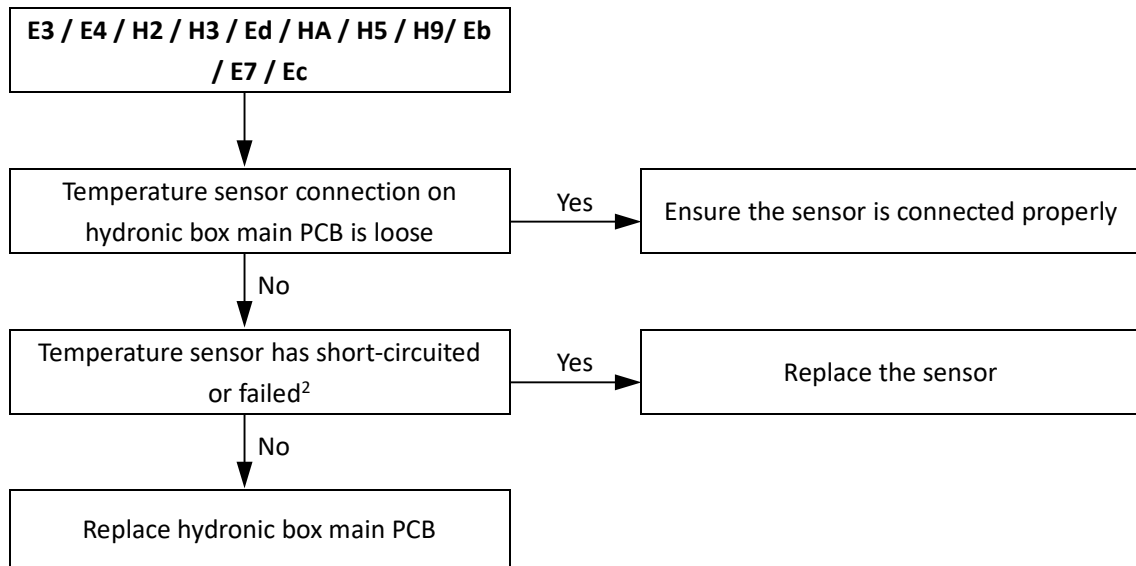 E3 / E4 / H2 / H3 / Ed / HA / H5 / H9/ Eb
/ E7 / Ec
Temperature sensor connection on
hydronic box main PCB is loose
Yes
Ensure the sensor is connected properly
No
Temperature sensor has short-circuited
or failed²
Yes
Replace the sensor
No
Replace hydronic box main PCB